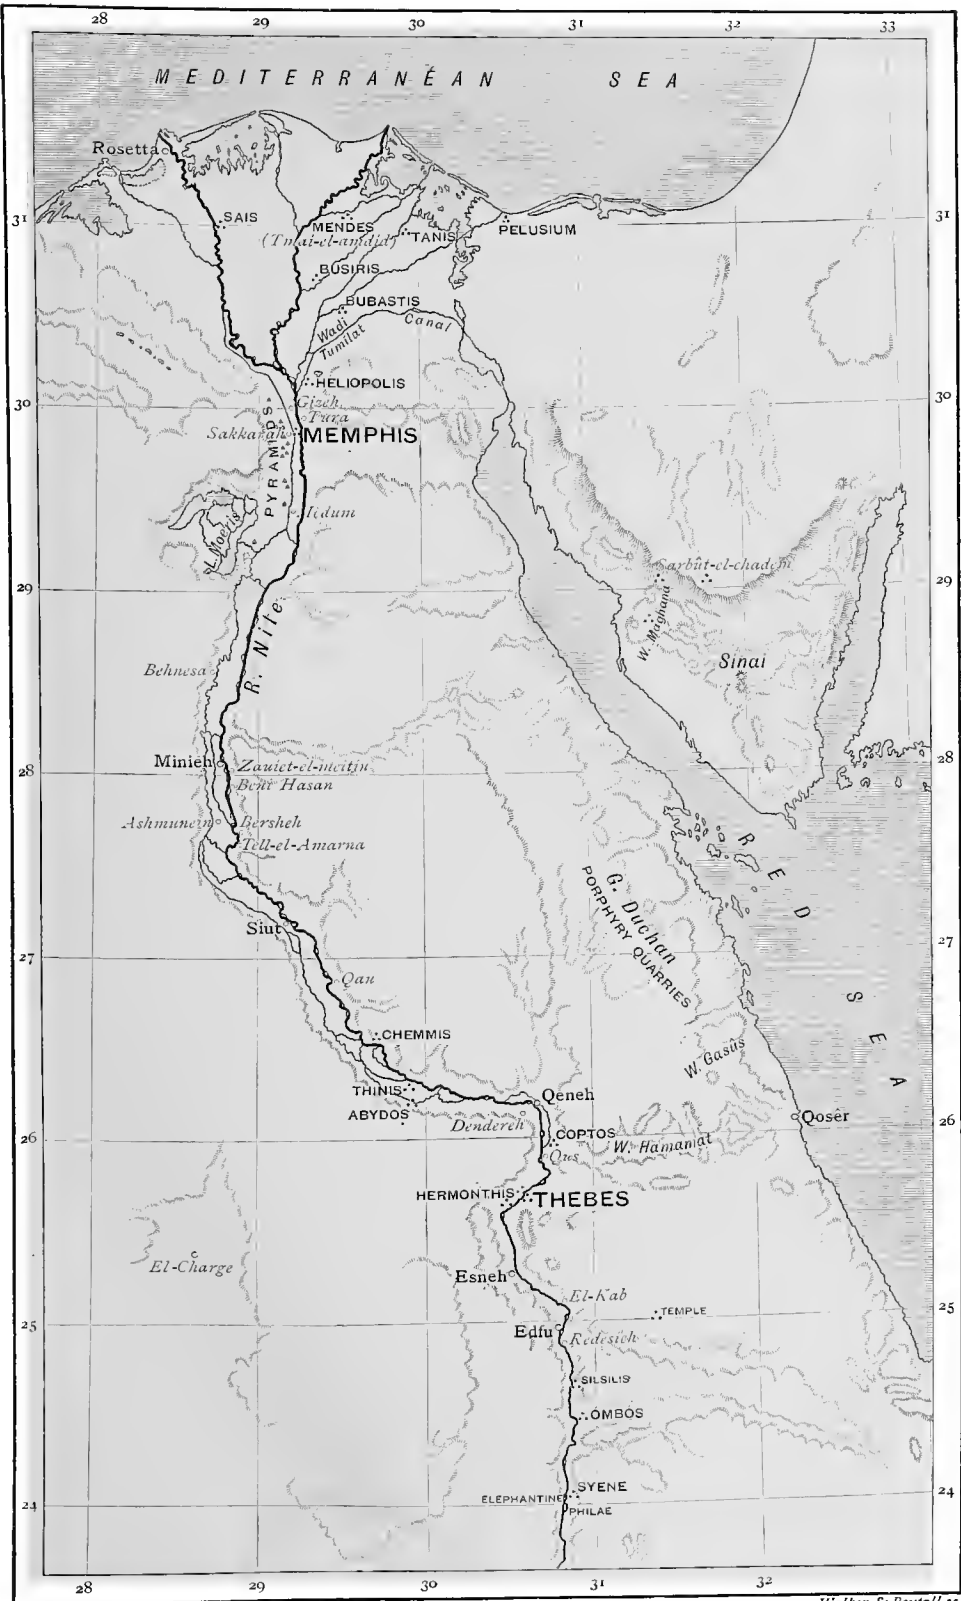 28 29 30 31 32 33
MEDITERRANEAN SEA
Rosetta
31
SAIS
MENDES
(Tmai-el-amdid)
TANIS
PELUSIUM
31
BUSIRIS
BUBASTIS
Wadi
Tumilat
Canal
HELIOPOLIS
30
Gizeh
30
Tura
Sakkarah
MEMPHIS
PYRAMIDS
L. Moeris
29
Sarbût-el-chadem
29
W. Maghana
R. Nile
Behnesa
Sinai
Minieh
Zauiet-el-meitin
28
28
Beni Hasan
Ashmunein
Bersheh
Tell-el-Amarna
RED SEA
G. Duchan
PORPHYRY QUARRIES
Siut
27
27
Qau
CHEMMIS
W. Gasûs
THINIS
Qeneh
ABYDOS
Dendereh
Qosêr
26
COPTOS
W. Hamamat
26
Qus
HERMONTHIS
THEBES
El-Charge
Esneh
El-Kab
25
TEMPLE
25
Edfu
Redesieh
SILSILIS
OMBOS
24
SYENE
24
ELEPHANTINE
PHILAE
28 29 30 31 32